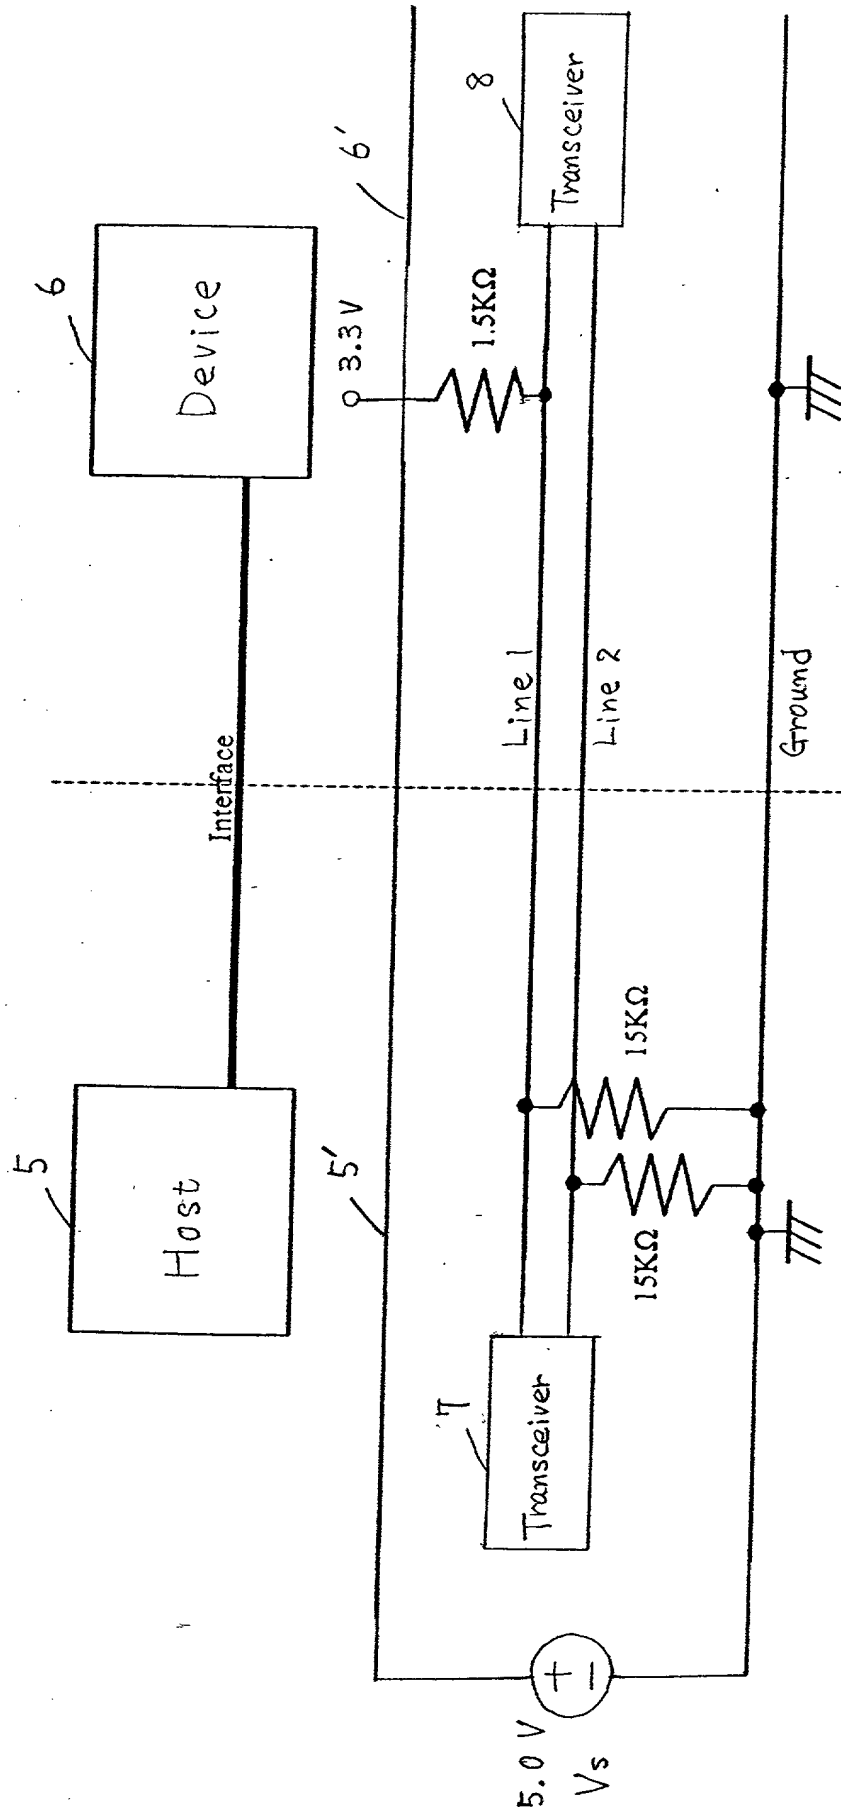 5
Host
Interface
6
Device
5'
6'
3.3 V
1.5KΩ
7
Transceiver
8
Transceiver
Line 1
Line 2
15KΩ
15KΩ
Ground
5.0 V
+
−
Vs